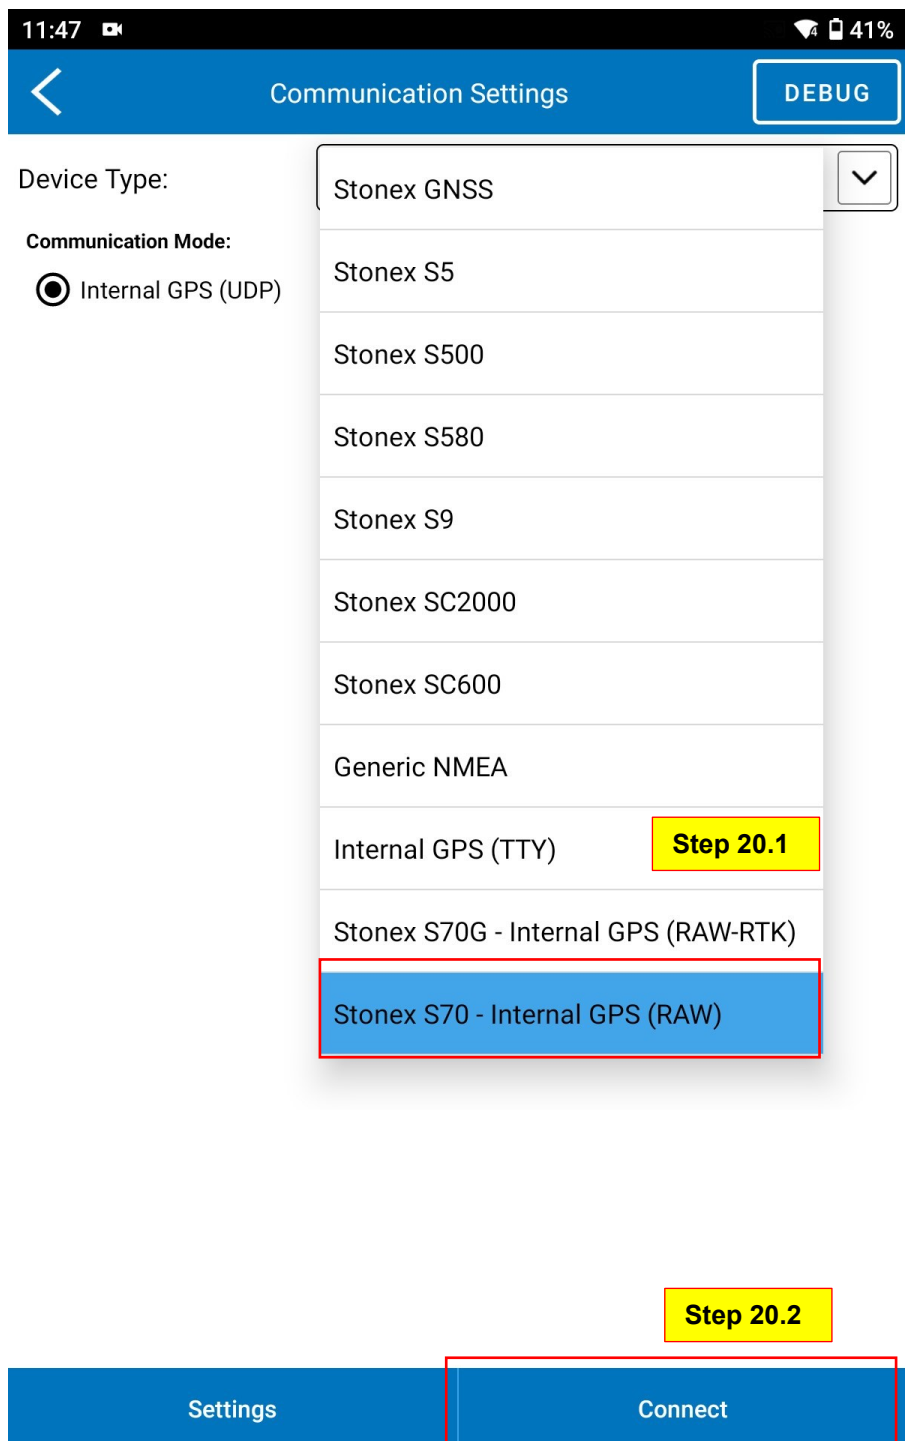 11:47
4 41%
Communication Settings
DEBUG
Device Type:
Communication Mode:
Internal GPS (UDP)
Stonex GNSS
Stonex S5
Stonex S500
Stonex S580
Stonex S9
Stonex SC2000
Stonex SC600
Generic NMEA
Internal GPS (TTY)
Step 20.1
Stonex S70G - Internal GPS (RAW-RTK)
Stonex S70 - Internal GPS (RAW)
Step 20.2
Settings
Connect